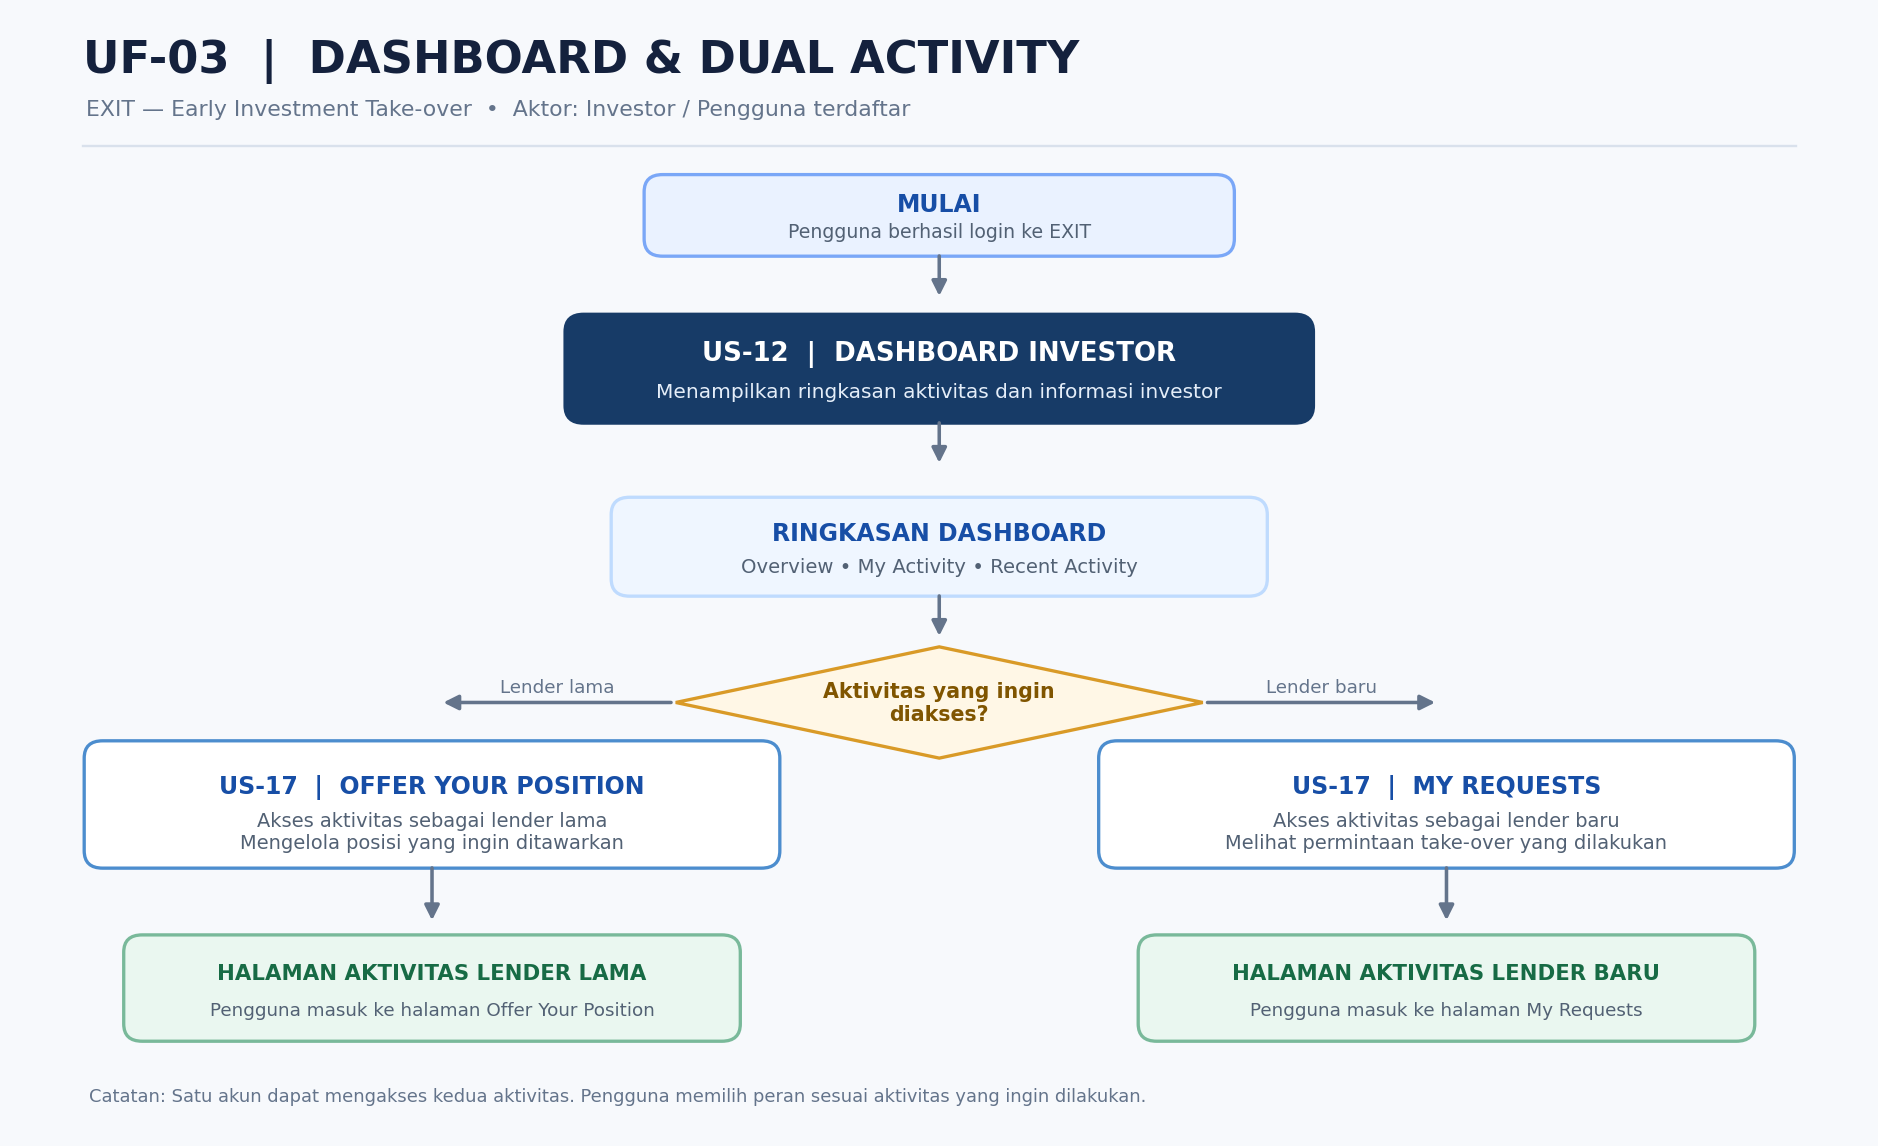 UF-03 | DASHBOARD & DUAL ACTIVITY
EXIT — Early Investment Take-over • Aktor: Investor / Pengguna terdaftar
MULAI
Pengguna berhasil login ke EXIT
US-12 | DASHBOARD INVESTOR
Menampilkan ringkasan aktivitas dan informasi investor
RINGKASAN DASHBOARD
Overview • My Activity • Recent Activity
Aktivitas yang ingin
diakses?
Lender lama
Lender baru
US-17 | OFFER YOUR POSITION
Akses aktivitas sebagai lender lama
Mengelola posisi yang ingin ditawarkan
US-17 | MY REQUESTS
Akses aktivitas sebagai lender baru
Melihat permintaan take-over yang dilakukan
HALAMAN AKTIVITAS LENDER LAMA
Pengguna masuk ke halaman Offer Your Position
HALAMAN AKTIVITAS LENDER BARU
Pengguna masuk ke halaman My Requests
Catatan: Satu akun dapat mengakses kedua aktivitas. Pengguna memilih peran sesuai aktivitas yang ingin dilakukan.